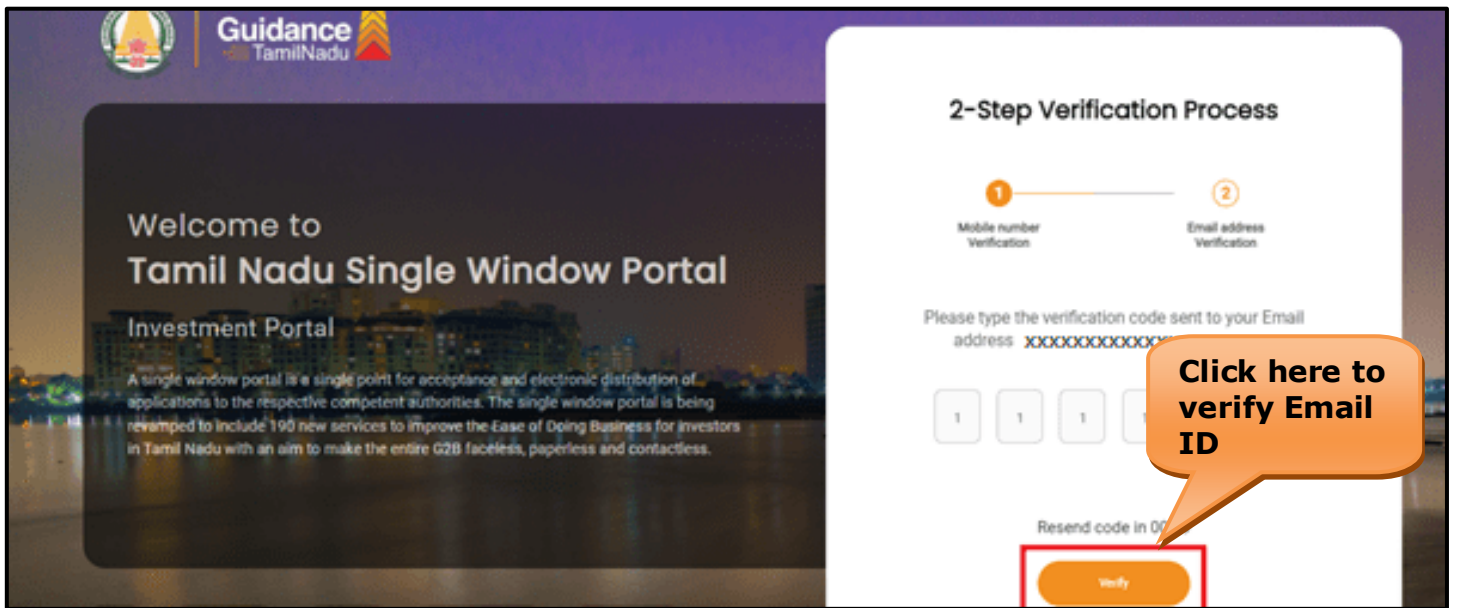 Guidance
TamilNadu
Welcome to
Tamil Nadu Single Window Portal
Investment Portal
A single window portal is a single point for acceptance and electronic distribution of
applications to the respective competent authorities. The single window portal is being
revamped to include 190 new services to improve the Ease of Doing Business for investors
in Tamil Nadu with an aim to make the entire G2B faceless, paperless and contactless.
2-Step Verification Process
1
2
Mobile number
Verification
Email address
Verification
Please type the verification code sent to your Email
address XXXXXXXXXXXXX
1 1 1 1
Click here to
verify Email
ID
Resend code in 00
Verify